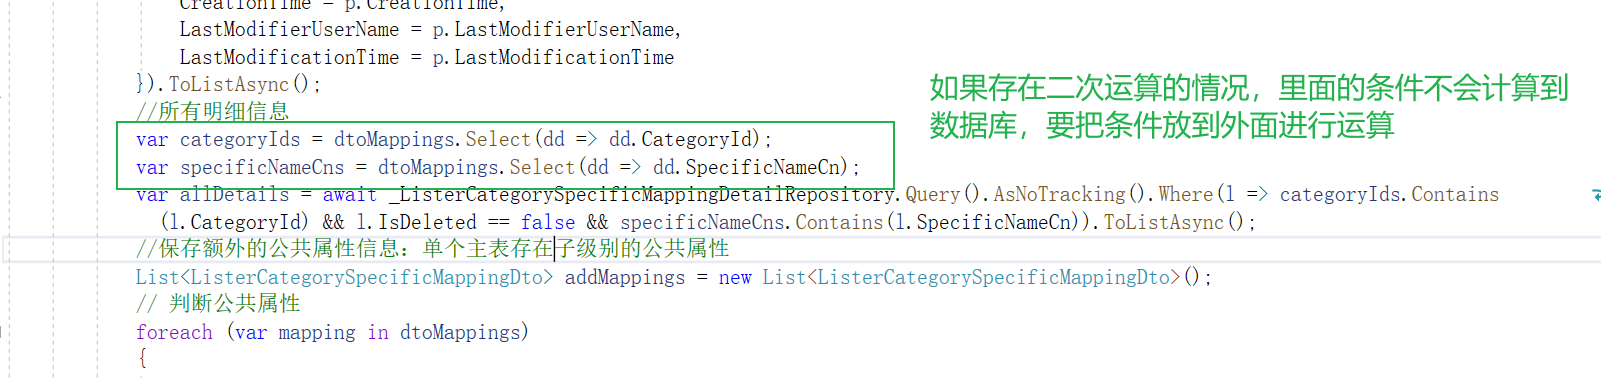 CreationTime = p.CreationTime,
LastModifierUserName = p.LastModifierUserName,
LastModificationTime = p.LastModificationTime
}).ToListAsync();
//所有明细信息
var categoryIds = dtoMappings.Select(dd => dd.CategoryId);
var specificNameCns = dtoMappings.Select(dd => dd.SpecificNameCn);
如果存在二次运算的情况，里面的条件不会计算到
数据库，要把条件放到外面进行运算
var allDetails = await _ListerCategorySpecificMappingDetailRepository.Query().AsNoTracking().Where(l => categoryIds.Contains
(l.CategoryId) && l.IsDeleted == false && specificNameCns.Contains(l.SpecificNameCn)).ToListAsync();
//保存额外的公共属性信息：单个主表存在子级别的公共属性
List<ListerCategorySpecificMappingDto> addMappings = new List<ListerCategorySpecificMappingDto>();
// 判断公共属性
foreach (var mapping in dtoMappings)
{